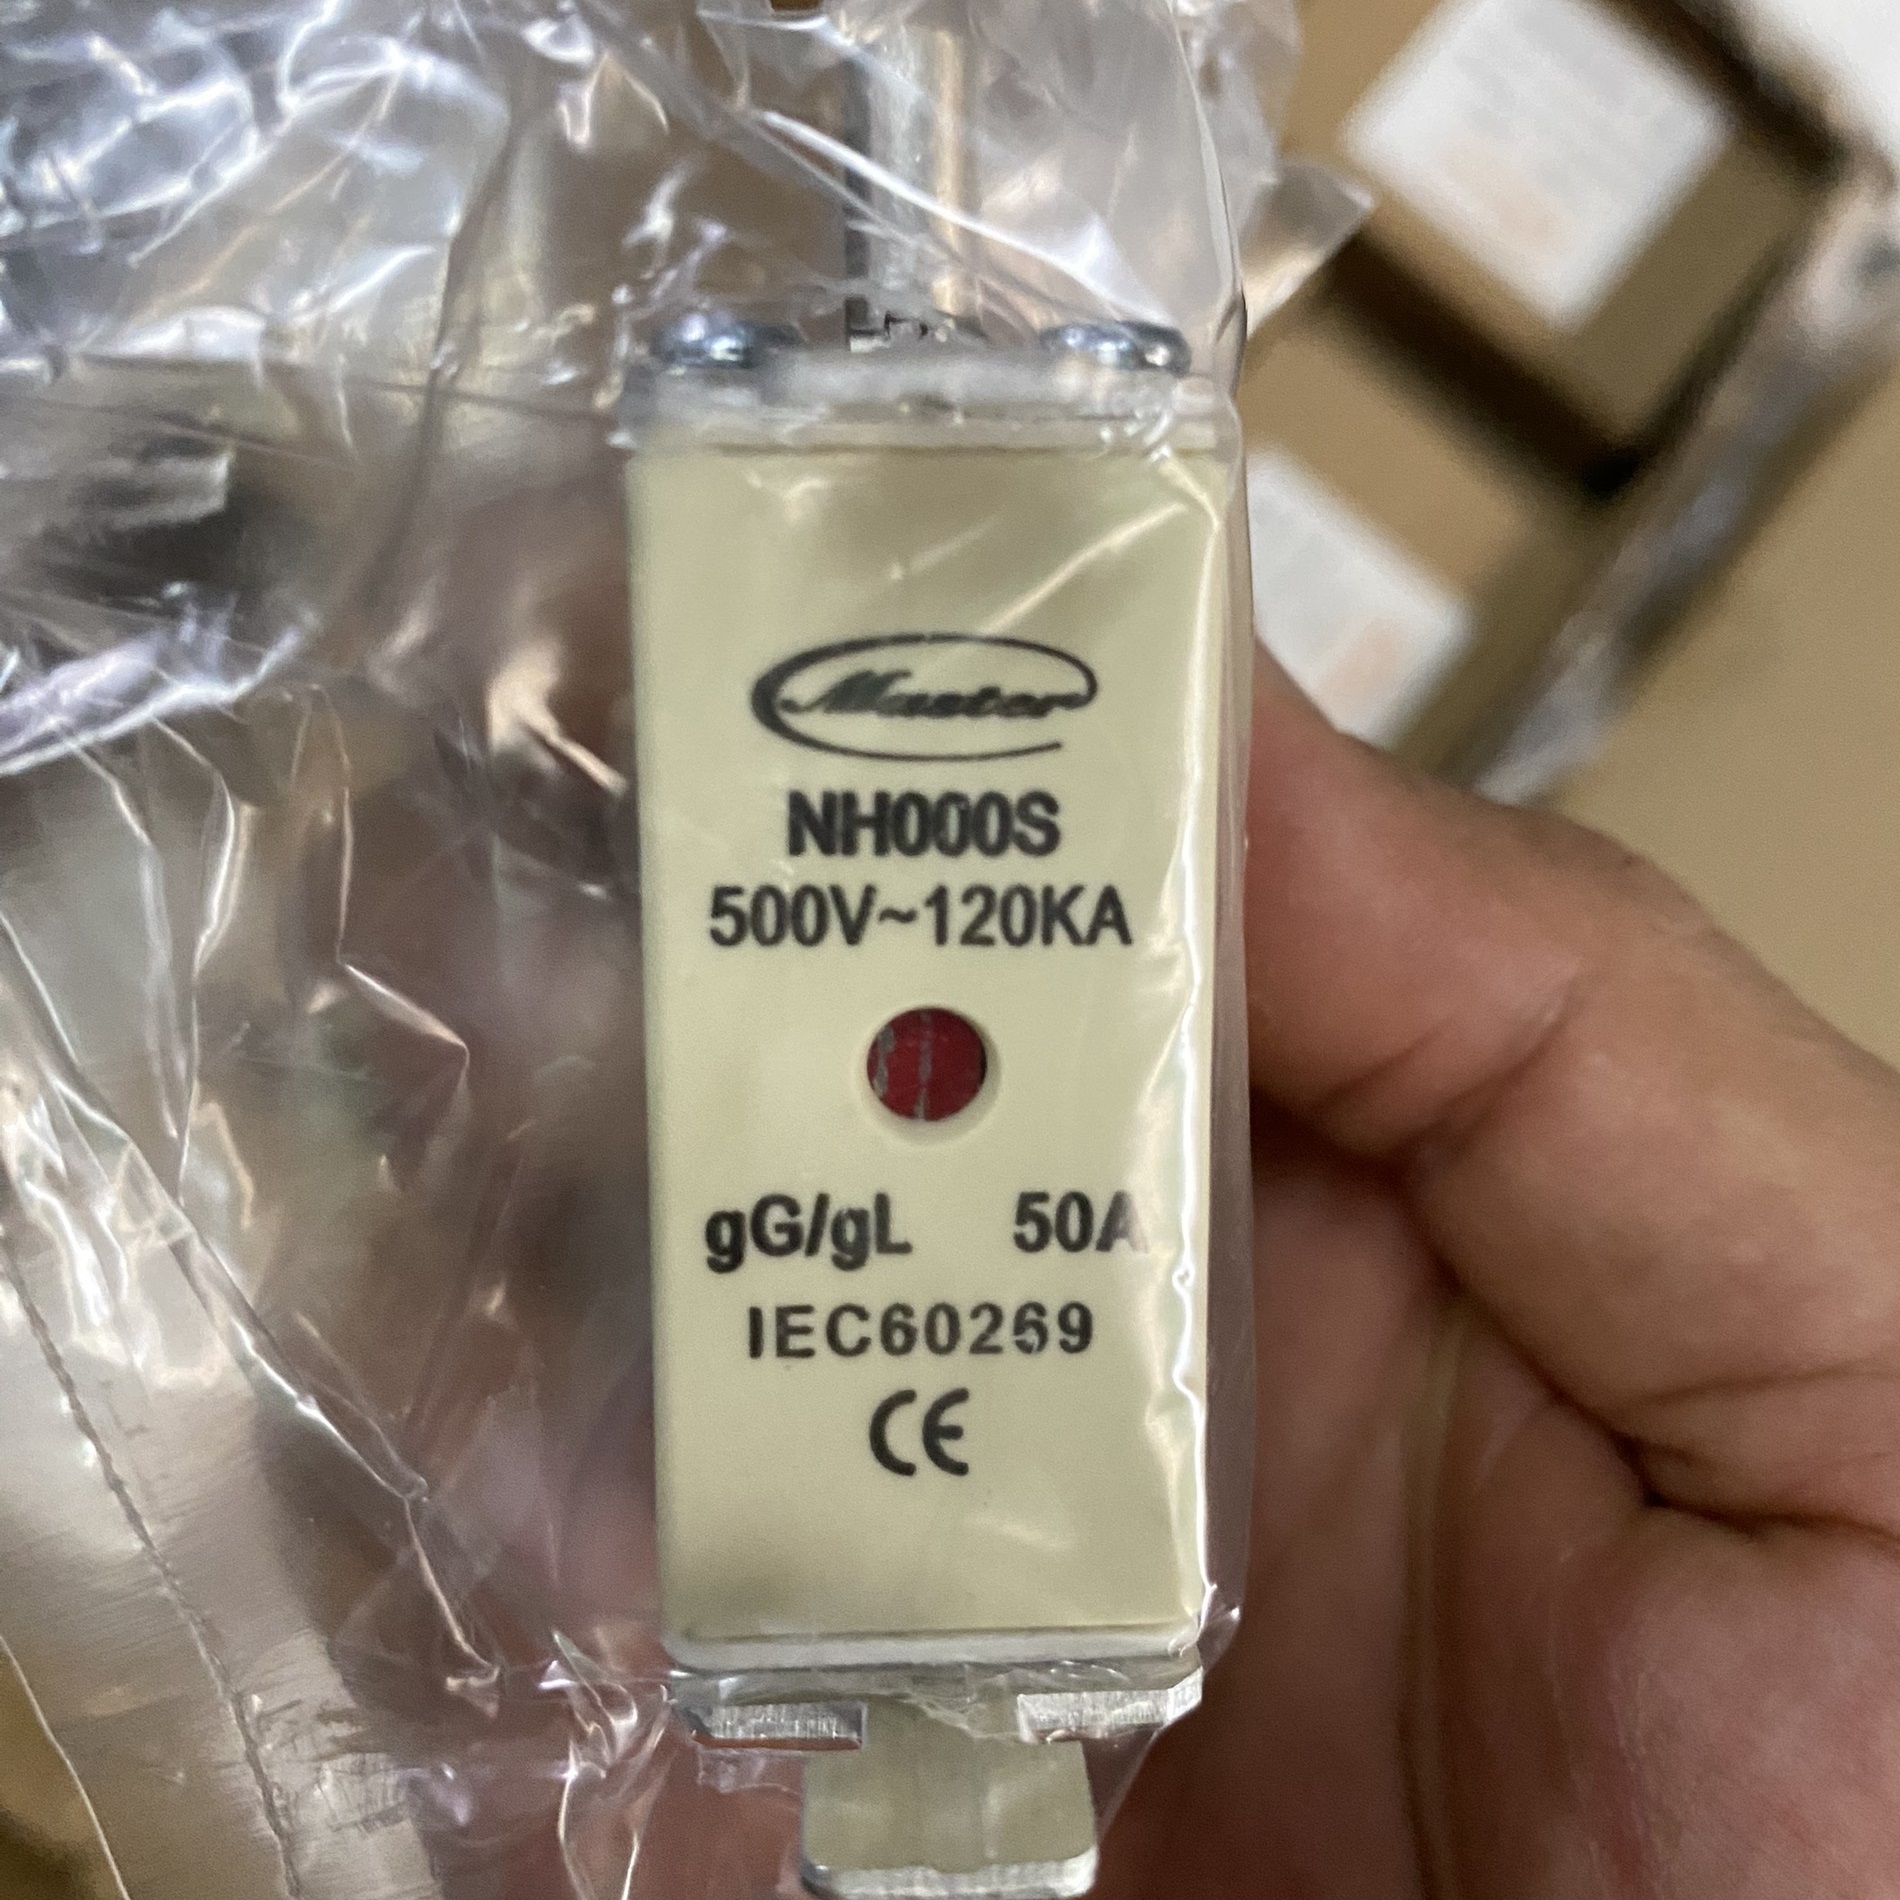 Master
NH000S
500V~120KA
gG/gL 50A
IEC60269
CE